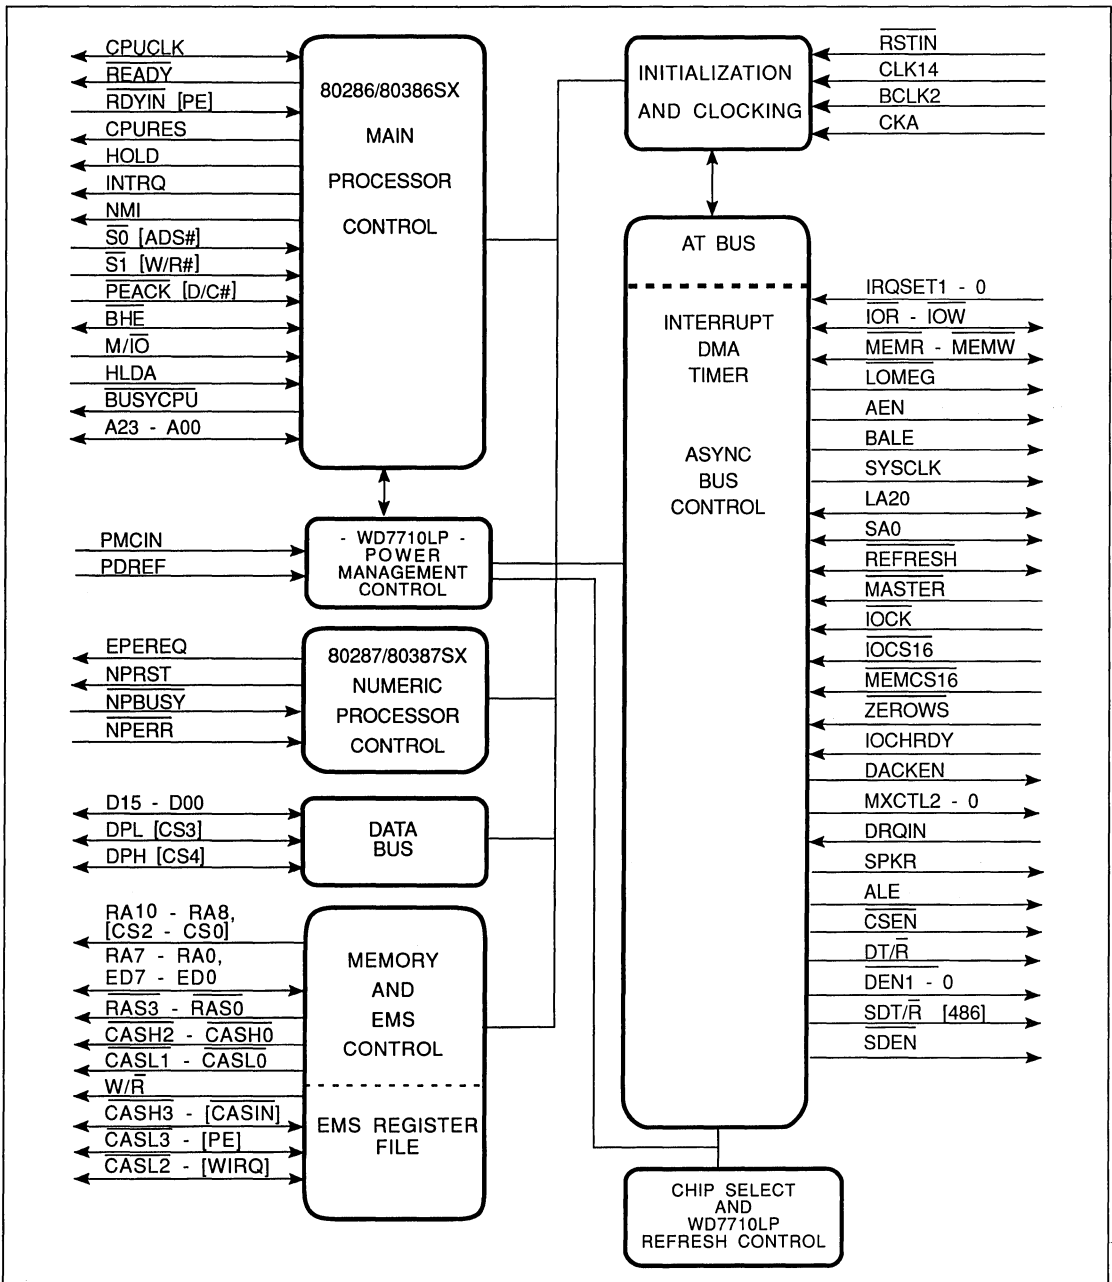 CPUCLK
READY
RDYIN [PE]
CPURES
HOLD
INTRQ
NMI
S0 [ADS#]
S1 [W/R#]
PEACK [D/C#]
BHE
M/IO
HLDA
BUSYCPU
A23 - A00
80286/80386SX
MAIN
PROCESSOR
CONTROL
PMCIN
PDREF
- WD7710LP -
POWER
MANAGEMENT
CONTROL
EPEREQ
NPRST
NPBUSY
NPERR
80287/80387SX
NUMERIC
PROCESSOR
CONTROL
D15 - D00
DPL [CS3]
DPH [CS4]
DATA
BUS
RA10 - RA8,
[CS2 - CS0]
RA7 - RA0,
ED7 - ED0
RAS3 - RAS0
CASH2 - CASH0
CASL1 - CASL0
W/R
CASH3 - [CASIN]
CASL3 - [PE]
CASL2 - [WIRQ]
MEMORY
AND
EMS
CONTROL
EMS REGISTER
FILE
INITIALIZATION
AND CLOCKING
RSTIN
CLK14
BCLK2
CKA
AT BUS
INTERRUPT
DMA
TIMER
ASYNC
BUS
CONTROL
IRQSET1 - 0
IOR - IOW
MEMR - MEMW
LOMEG
AEN
BALE
SYSCLK
LA20
SA0
REFRESH
MASTER
IOCK
IOCS16
MEMCS16
ZEROWS
IOCHRDY
DACKEN
MXCTL2 - 0
DRQIN
SPKR
ALE
CSEN
DT/R
DEN1 - 0
SDT/R [486]
SDEN
CHIP SELECT
AND
WD7710LP
REFRESH CONTROL